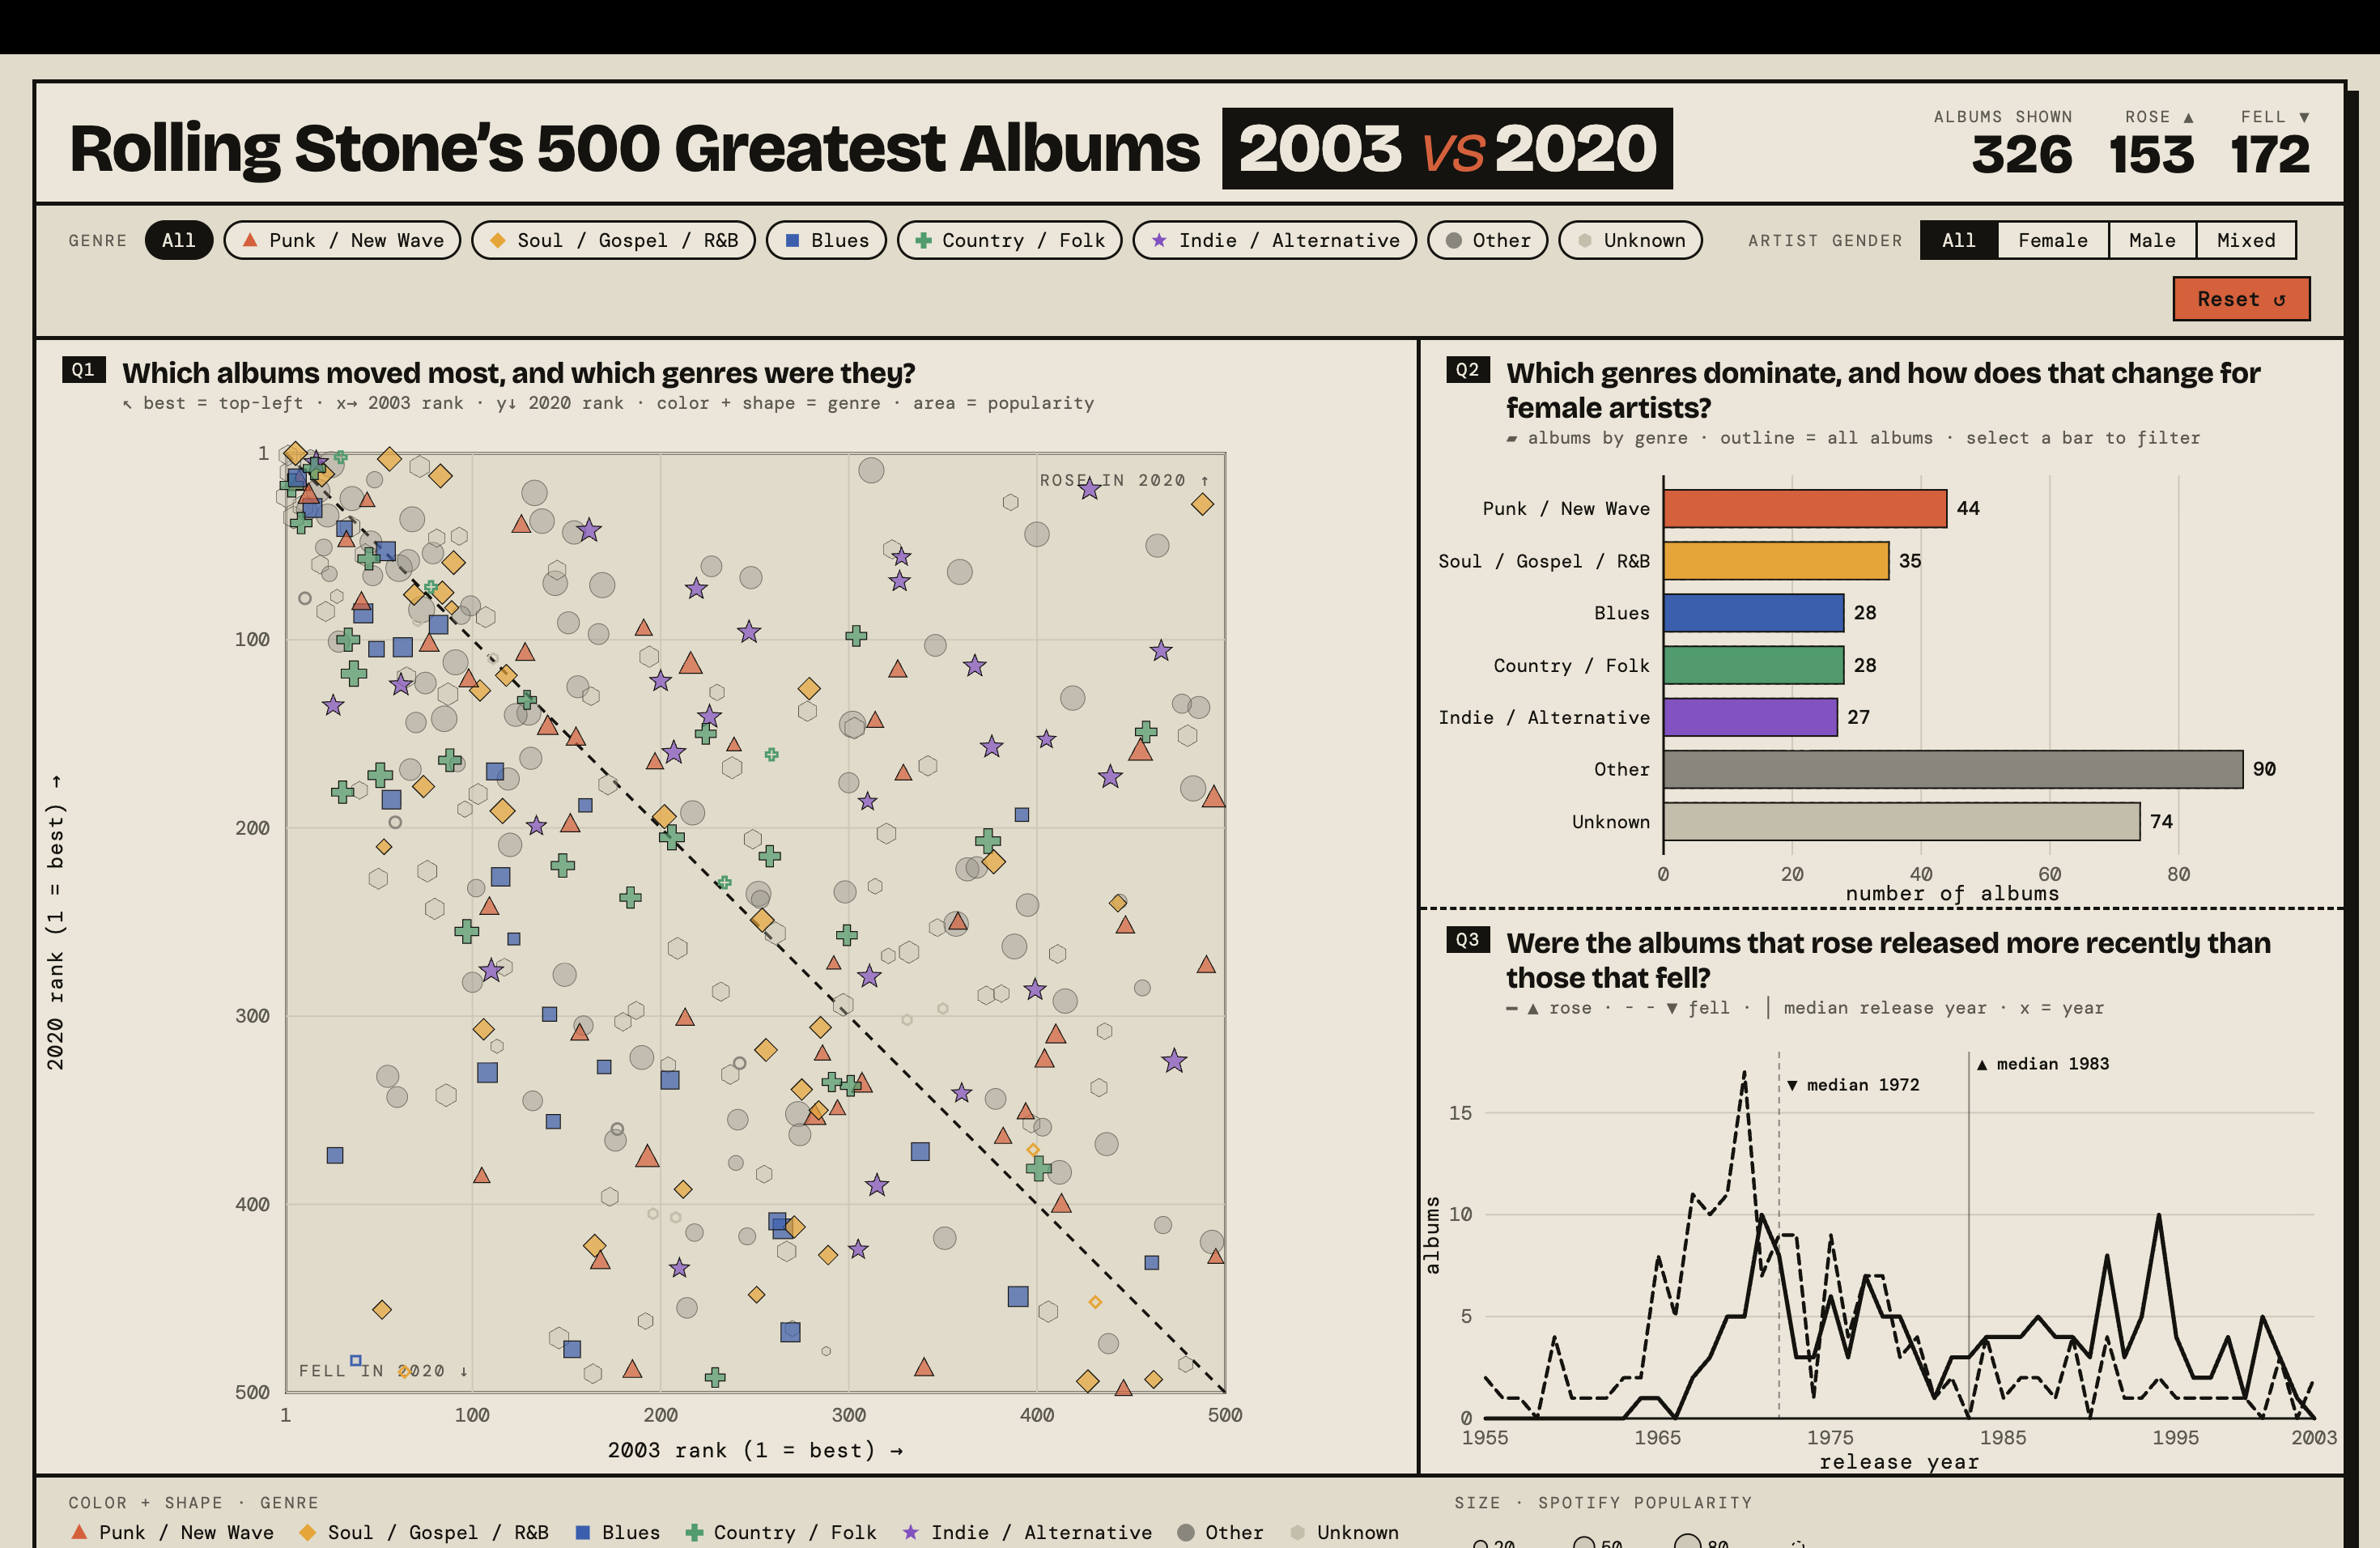 Rolling Stone’s 500 Greatest Albums 2003 vs 2020
ALBUMS SHOWN ROSE ▲ FELL ▼
326 153 172
GENRE All Punk / New Wave Soul / Gospel / R&B Blues Country / Folk Indie / Alternative Other Unknown ARTIST GENDER All Female Male Mixed
Reset ↺
Q1 Which albums moved most, and which genres were they?
↖ best = top-left · x→ 2003 rank · y↓ 2020 rank · color + shape = genre · area = popularity
1
100
200
300
400
500
2020 rank (1 = best) →
ROSE IN 2020 ↑
FELL IN 2020 ↓
1 100 200 300 400 500
2003 rank (1 = best) →
Q2 Which genres dominate, and how does that change for
female artists?
▰ albums by genre · outline = all albums · select a bar to filter
Punk / New Wave 44
Soul / Gospel / R&B 35
Blues 28
Country / Folk 28
Indie / Alternative 27
Other 90
Unknown 74
0 20 40 60 80
number of albums
Q3 Were the albums that rose released more recently than
those that fell?
━ ▲ rose · - - ▼ fell · │ median release year · x = year
▲ median 1983
▼ median 1972
15
10
5
0
albums
1955 1965 1975 1985 1995 2003
release year
COLOR + SHAPE · GENRE
Punk / New Wave Soul / Gospel / R&B Blues Country / Folk Indie / Alternative Other Unknown
SIZE · SPOTIFY POPULARITY
20 50 80